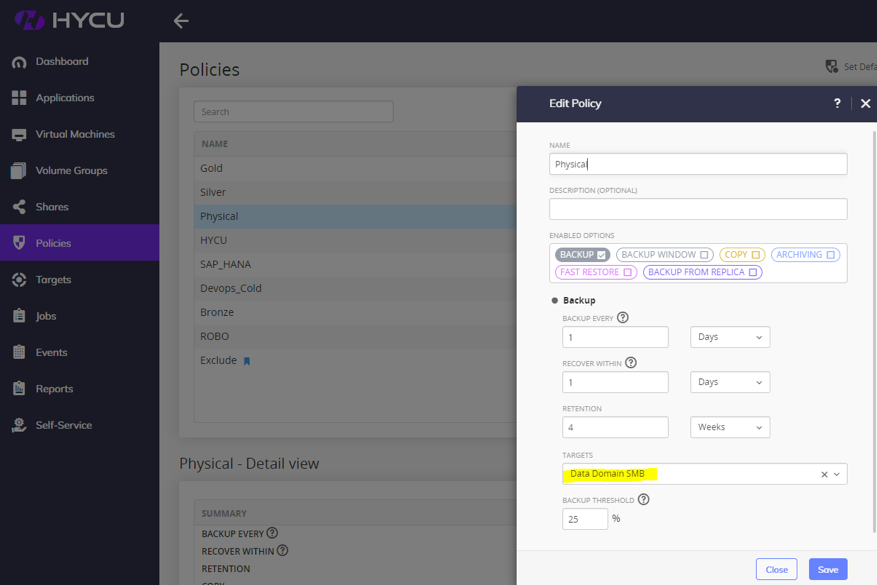 HYCU
Dashboard
Applications
Virtual Machines
Volume Groups
Shares
Policies
Targets
Jobs
Events
Reports
Self-Service
Policies
Set Defa
Search
NAME
Gold
Silver
Physical
HYCU
SAP_HANA
Devops_Cold
Bronze
ROBO
Exclude
Physical - Detail view
SUMMARY
BACKUP EVERY ?
RECOVER WITHIN ?
RETENTION
COPY
Edit Policy
?
NAME
Physical
DESCRIPTION (OPTIONAL)
ENABLED OPTIONS
BACKUP BACKUP WINDOW COPY ARCHIVING
FAST RESTORE BACKUP FROM REPLICA
Backup
BACKUP EVERY ?
1 Days
RECOVER WITHIN ?
1 Days
RETENTION
4 Weeks
TARGETS
Data Domain SMB
BACKUP THRESHOLD ?
25 %
Close Save